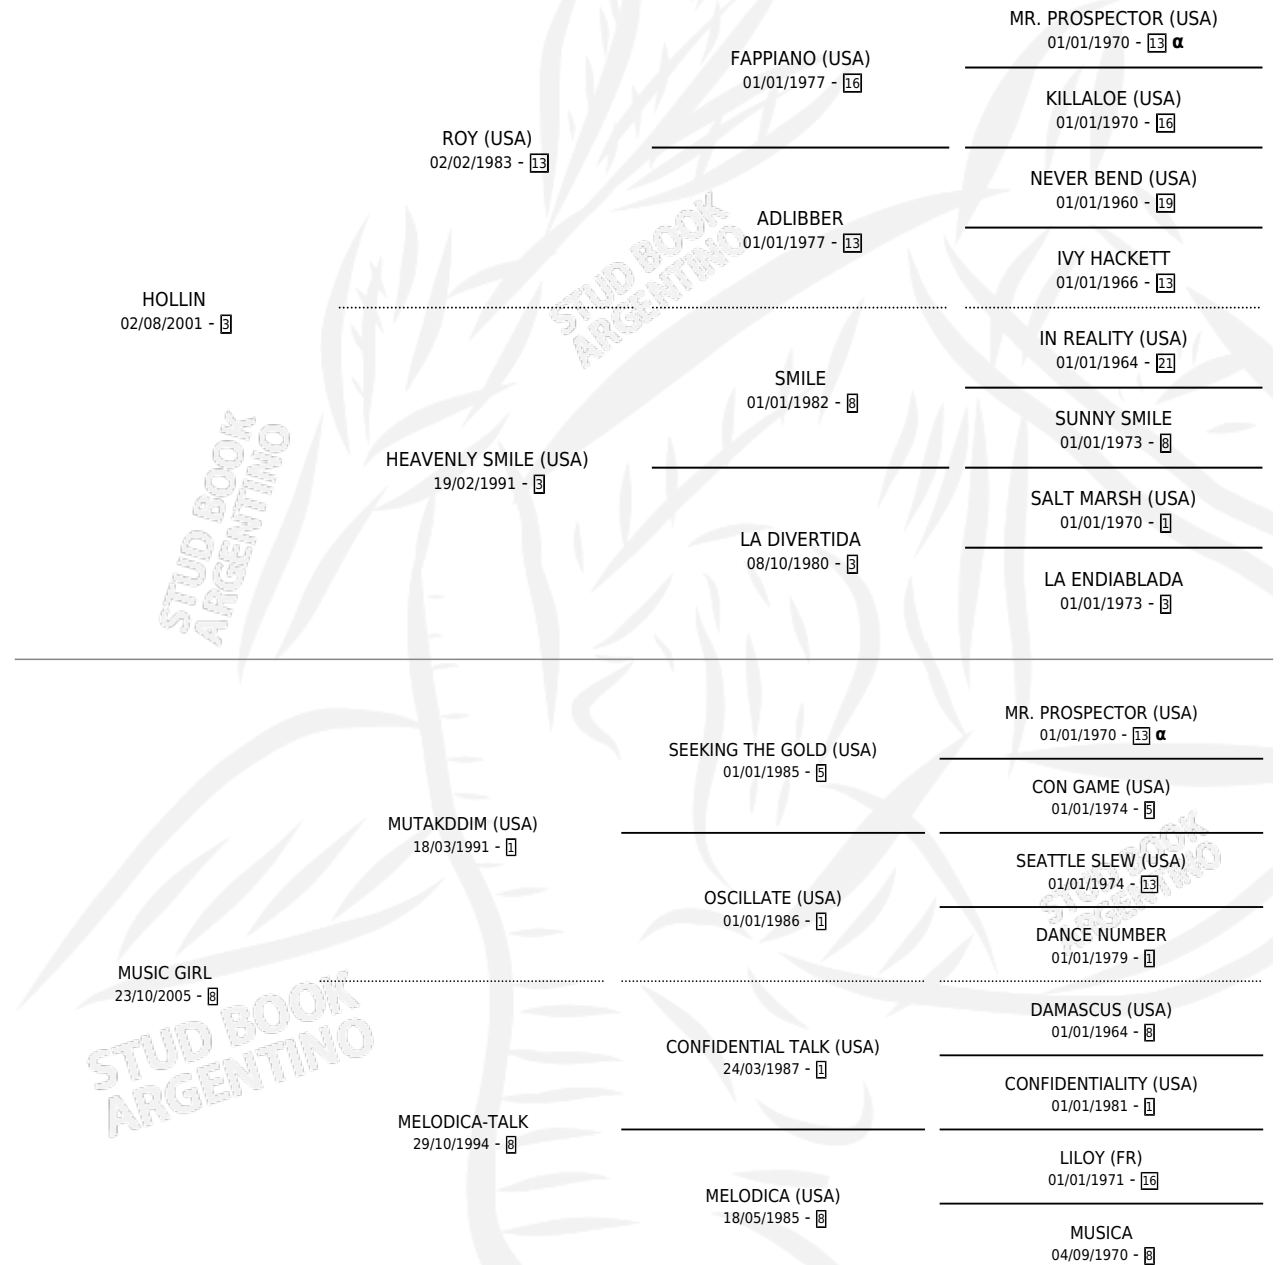 MR. PROSPECTOR (USA)
01/01/1970 - 13 α
FAPPIANO (USA)
01/01/1977 - 16
KILLALOE (USA)
01/01/1970 - 16
ROY (USA)
02/02/1983 - 13
NEVER BEND (USA)
01/01/1960 - 19
ADLIBBER
01/01/1977 - 13
IVY HACKETT
01/01/1966 - 13
HOLLIN
02/08/2001 - 3
IN REALITY (USA)
01/01/1964 - 21
SMILE
01/01/1982 - 8
SUNNY SMILE
01/01/1973 - 8
HEAVENLY SMILE (USA)
19/02/1991 - 3
SALT MARSH (USA)
01/01/1970 - 1
LA DIVERTIDA
08/10/1980 - 3
LA ENDIABLADA
01/01/1973 - 3
MR. PROSPECTOR (USA)
01/01/1970 - 13 α
SEEKING THE GOLD (USA)
01/01/1985 - 5
CON GAME (USA)
01/01/1974 - 5
MUTAKDDIM (USA)
18/03/1991 - 1
SEATTLE SLEW (USA)
01/01/1974 - 13
OSCILLATE (USA)
01/01/1986 - 1
DANCE NUMBER
01/01/1979 - 1
MUSIC GIRL
23/10/2005 - 8
DAMASCUS (USA)
01/01/1964 - 8
CONFIDENTIAL TALK (USA)
24/03/1987 - 1
CONFIDENTIALITY (USA)
01/01/1981 - 1
MELODICA-TALK
29/10/1994 - 8
LILOY (FR)
01/01/1971 - 16
MELODICA (USA)
18/05/1985 - 8
MUSICA
04/09/1970 - 8
STUD BOOK
ARGENTINO
STUD BOOK
ARGENTINO
STUD BOOK
ARGENTINO
STUD BOOK
ARGENTINO